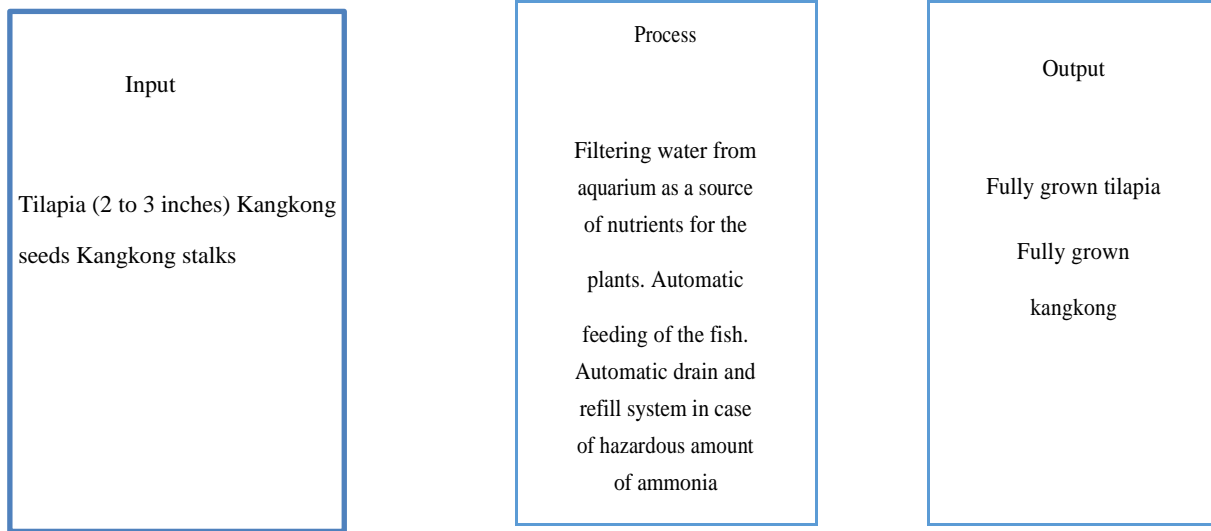 Input
Tilapia (2 to 3 inches) Kangkong
seeds Kangkong stalks
Process
Filtering water from
aquarium as a source
of nutrients for the
plants. Automatic
feeding of the fish.
Automatic drain and
refill system in case
of hazardous amount
of ammonia
Output
Fully grown tilapia
Fully grown
kangkong